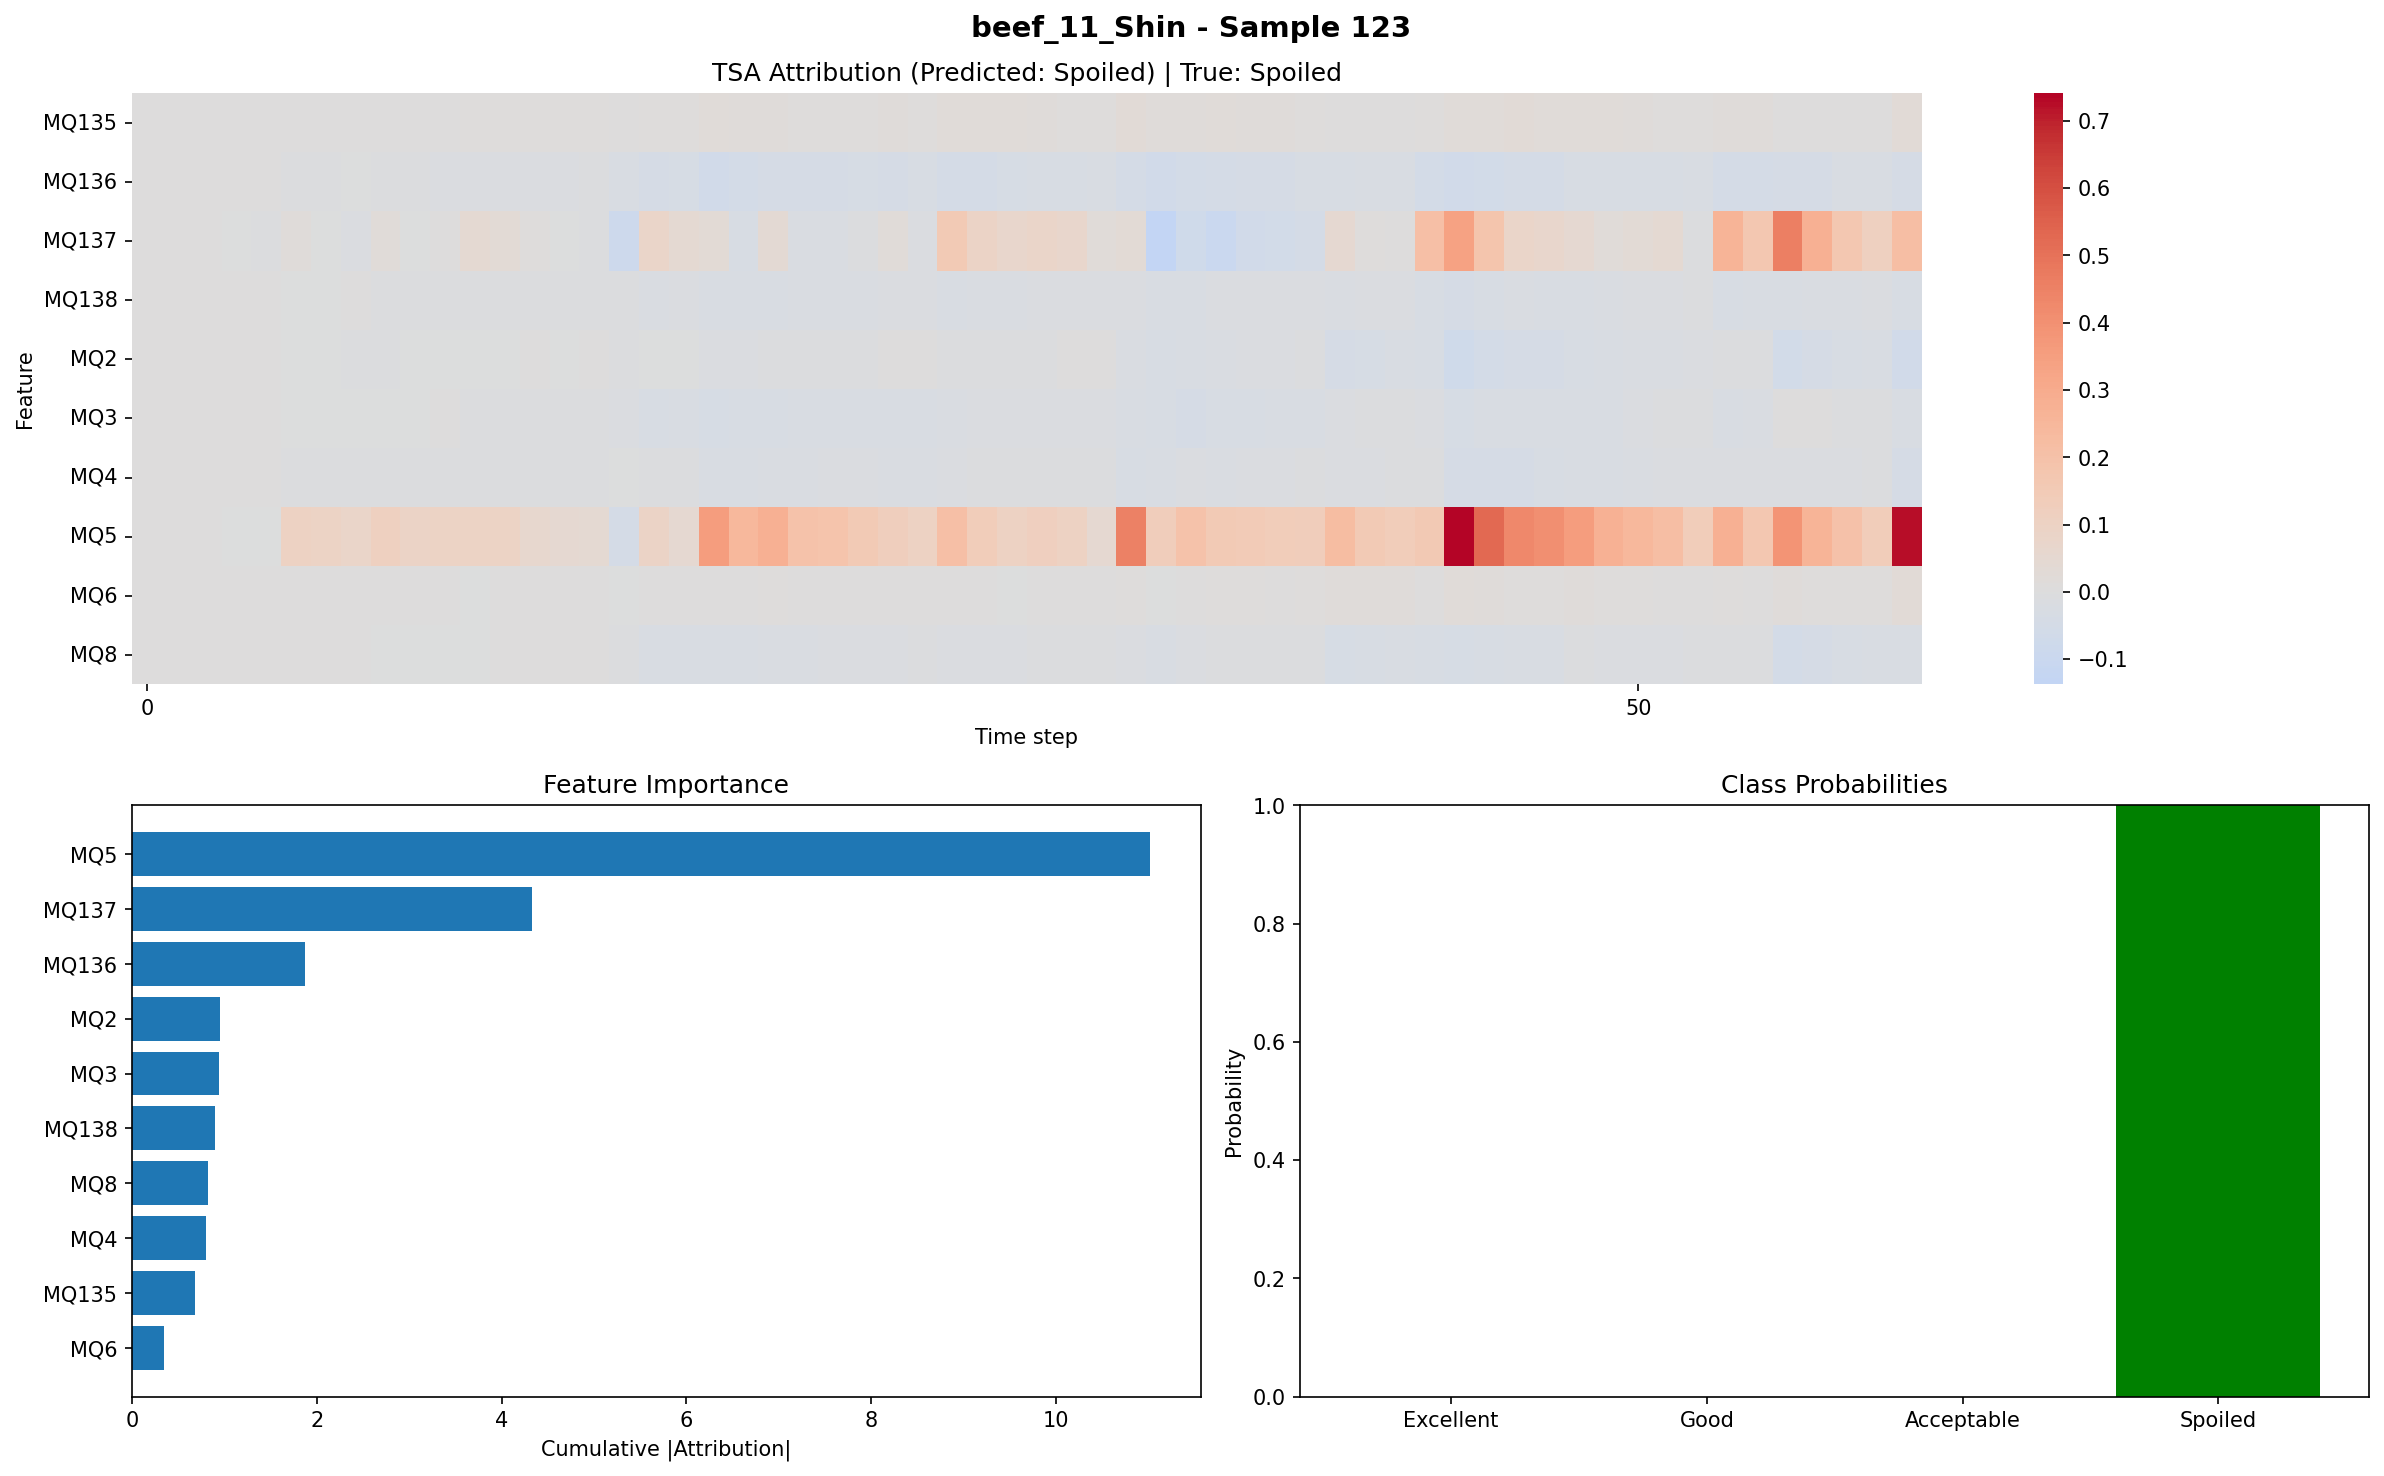 beef_11_Shin - Sample 123
TSA Attribution (Predicted: Spoiled) | True: Spoiled
Feature
MQ135
MQ136
MQ137
MQ138
MQ2
MQ3
MQ4
MQ5
MQ6
MQ8
0
50
Time step
0.7
0.6
0.5
0.4
0.3
0.2
0.1
0.0
−0.1
Feature Importance
MQ5
MQ137
MQ136
MQ2
MQ3
MQ138
MQ8
MQ4
MQ135
MQ6
0
2
4
6
8
10
Cumulative |Attribution|
Class Probabilities
Probability
1.0
0.8
0.6
0.4
0.2
0.0
Excellent
Good
Acceptable
Spoiled